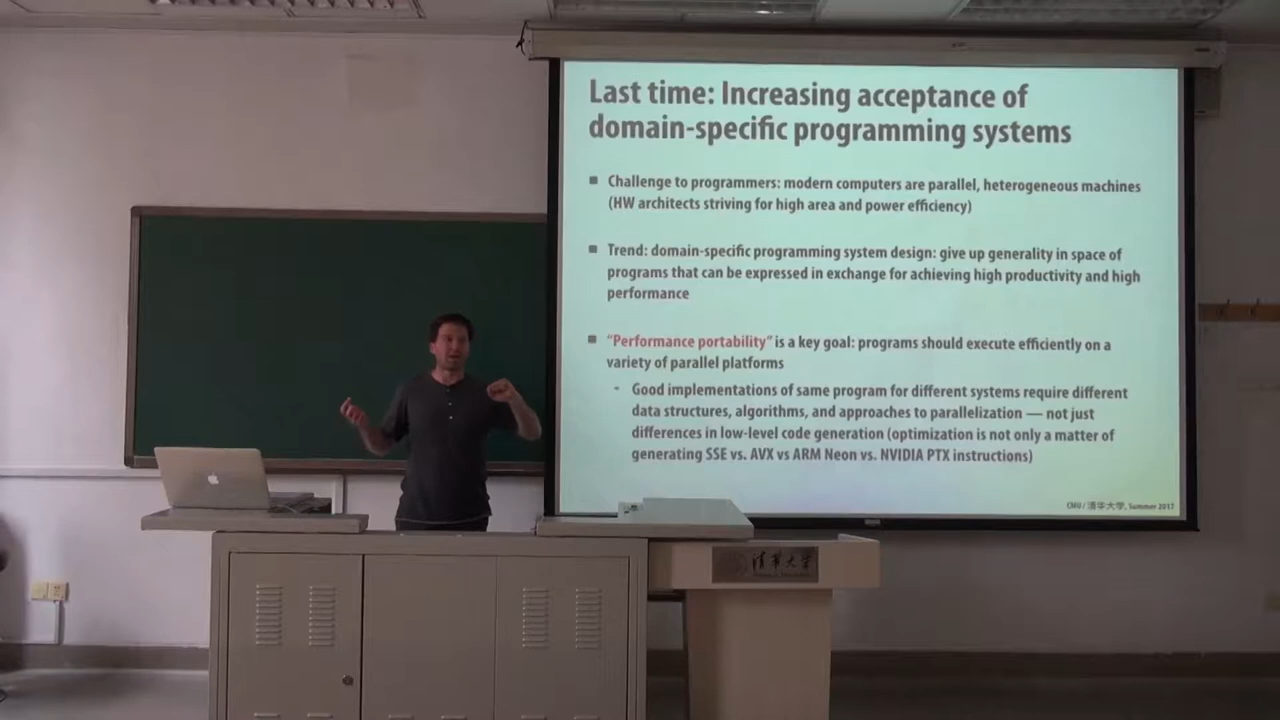 Last time: Increasing acceptance of
domain-specific programming systems
Challenge to programmers: modern computers are parallel, heterogeneous machines
(HW architects striving for high area and power efficiency)
Trend: domain-specific programming system design: give up generality in space of
programs that can be expressed in exchange for achieving high productivity and high
performance
"Performance portability" is a key goal: programs should execute efficiently on a
variety of parallel platforms
- Good implementations of same program for different systems require different
data structures, algorithms, and approaches to parallelization — not just
differences in low-level code generation (optimization is not only a matter of
generating SSE vs. AVX vs ARM Neon vs. NVIDIA PTX instructions)
CMU / 清华大学, Summer 2017
清华大学